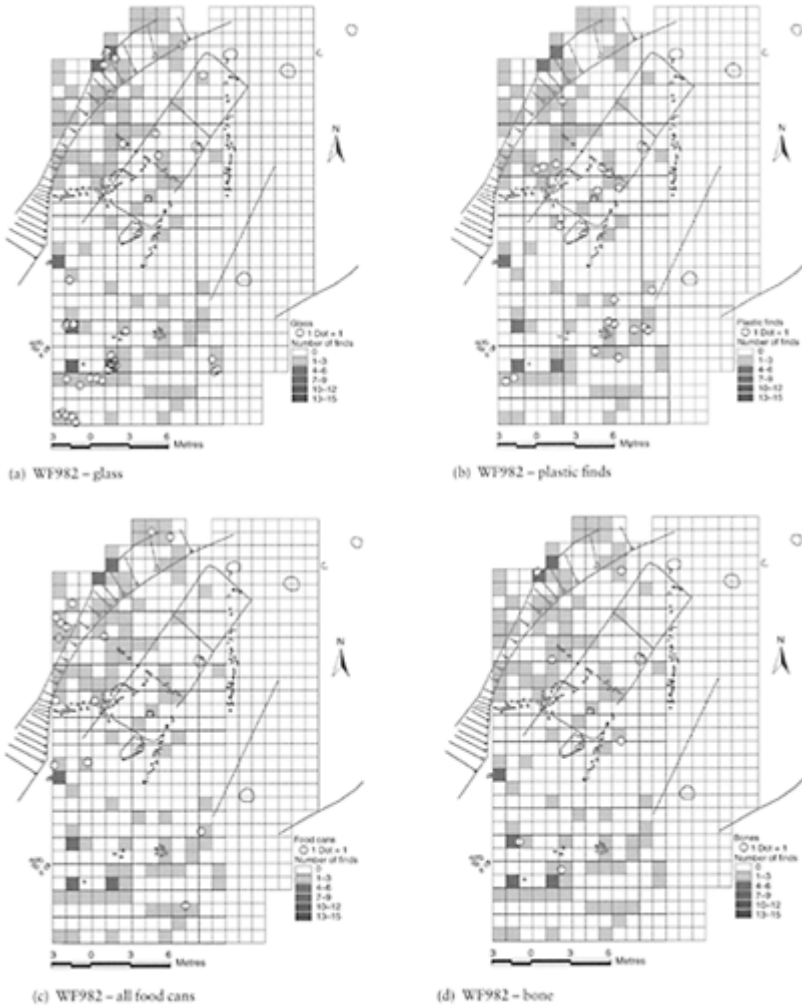 N
Glass
1 Dot = 1
Number of finds
0
1–3
4–6
7–9
10–12
13–15
3 0 3 6
Metres
(a) WF982 – glass
N
Plastic finds
1 Dot = 1
Number of finds
0
1–3
4–6
7–9
10–12
13–15
3 0 3 6
Metres
(b) WF982 – plastic finds
N
Food cans
1 Dot = 1
Number of finds
0
1–3
4–6
7–9
10–12
13–15
3 0 3 6
Metres
(c) WF982 – all food cans
N
Bones
1 Dot = 1
Number of finds
0
1–3
4–6
7–9
10–12
13–15
3 0 3 6
Metres
(d) WF982 – bone